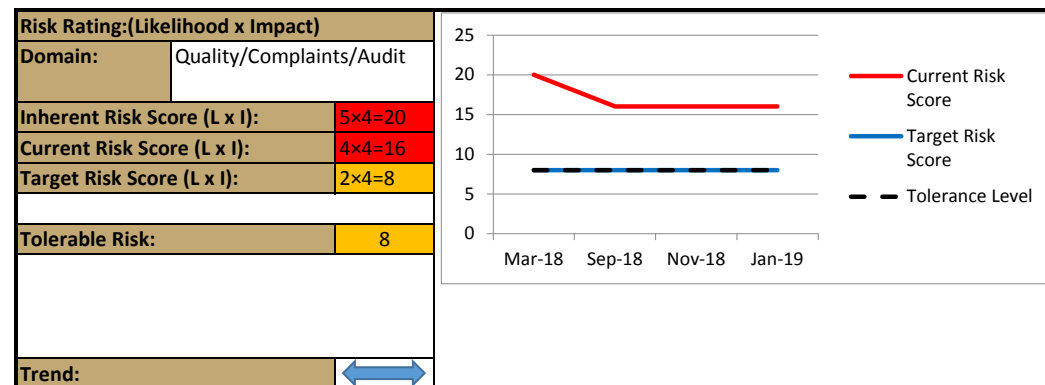 Risk Rating:(Likelihood x Impact)
Domain: Quality/Complaints/Audit
Inherent Risk Score (L x I): 5×4=20
Current Risk Score (L x I): 4×4=16
Target Risk Score (L x I): 2×4=8
Tolerable Risk: 8
Trend:
25
20
15
10
5
0
Mar-18 Sep-18 Nov-18 Jan-19
Current Risk
Score
Target Risk
Score
Tolerance Level